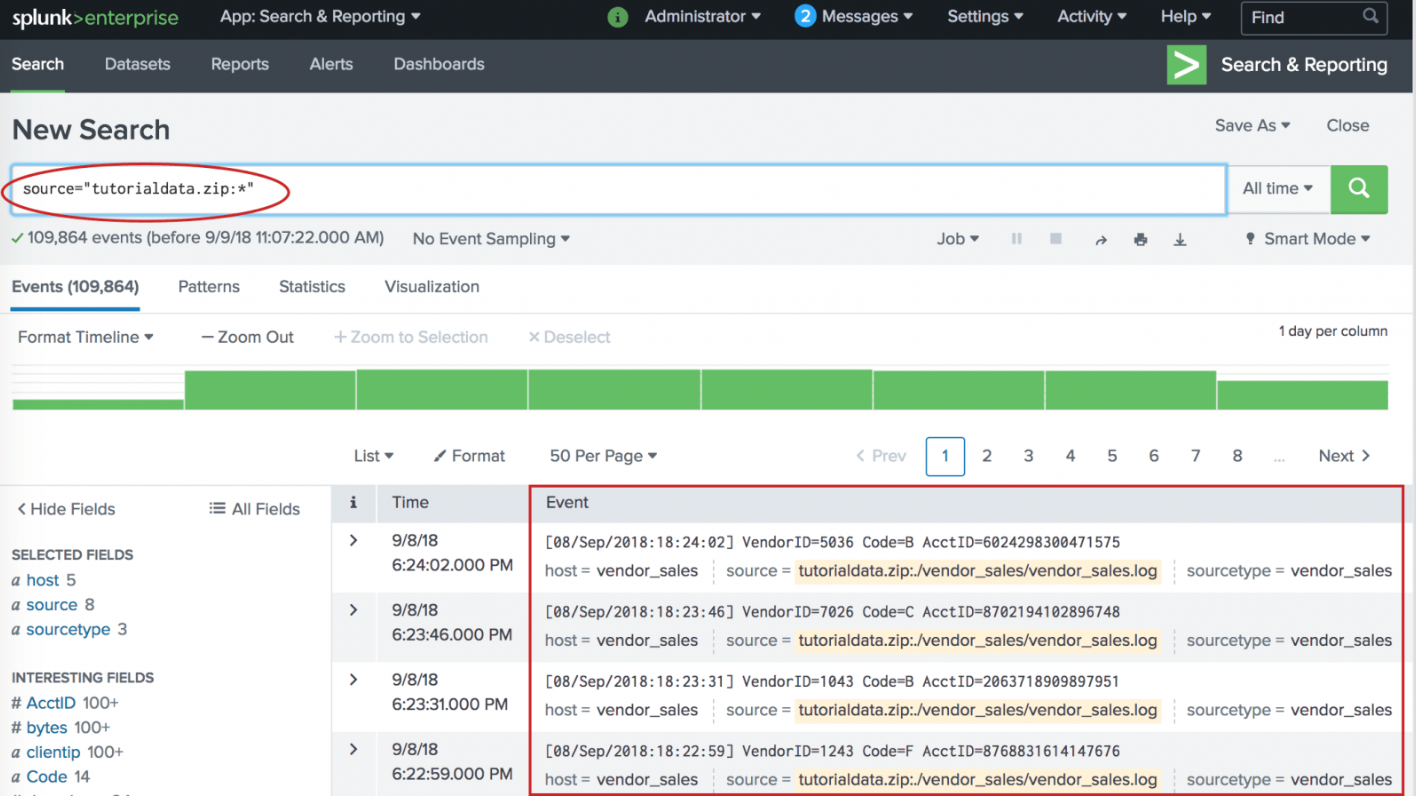 splunk>enterprise App: Search & Reporting ▾ i Administrator ▾ 2 Messages ▾ Settings ▾ Activity ▾ Help ▾ Find
Search Datasets Reports Alerts Dashboards > Search & Reporting
New Search Save As ▾ Close
source="tutorialdata.zip:*" All time ▾
✓ 109,864 events (before 9/9/18 11:07:22.000 AM) No Event Sampling ▾ Job ▾ Smart Mode ▾
Events (109,864) Patterns Statistics Visualization
Format Timeline ▾ — Zoom Out + Zoom to Selection × Deselect 1 day per column
List ▾ Format 50 Per Page ▾ < Prev 1 2 3 4 5 6 7 8 ... Next >
< Hide Fields All Fields
SELECTED FIELDS
a host 5
a source 8
a sourcetype 3
INTERESTING FIELDS
# AcctID 100+
# bytes 100+
a clientip 100+
a Code 14
i Time Event
> 9/8/18 [08/Sep/2018:18:24:02] VendorID=5036 Code=B AcctID=6024298300471575
6:24:02.000 PM host = vendor_sales source = tutorialdata.zip:./vendor_sales/vendor_sales.log sourcetype = vendor_sales
> 9/8/18 [08/Sep/2018:18:23:46] VendorID=7026 Code=C AcctID=8702194102896748
6:23:46.000 PM host = vendor_sales source = tutorialdata.zip:./vendor_sales/vendor_sales.log sourcetype = vendor_sales
> 9/8/18 [08/Sep/2018:18:23:31] VendorID=1043 Code=B AcctID=2063718909897951
6:23:31.000 PM host = vendor_sales source = tutorialdata.zip:./vendor_sales/vendor_sales.log sourcetype = vendor_sales
> 9/8/18 [08/Sep/2018:18:22:59] VendorID=1243 Code=F AcctID=8768831614147676
6:22:59.000 PM host = vendor_sales source = tutorialdata.zip:./vendor_sales/vendor_sales.log sourcetype = vendor_sales